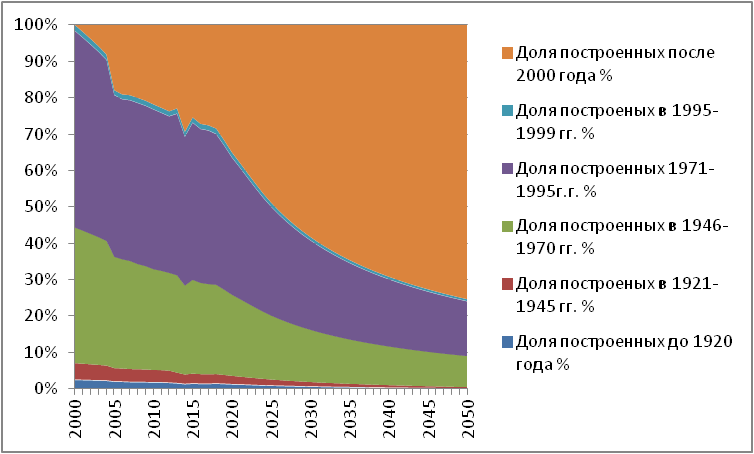 100%
90%
80%
70%
60%
50%
40%
30%
20%
10%
0%
2000
2005
2010
2015
2020
2025
2030
2035
2040
2045
2050
Доля построенных после
2000 года %
Доля построеных в 1995-
1999 гг. %
Доля построенных 1971-
1995г.г. %
Доля построенных в 1946-
1970 гг. %
Доля построеных в 1921-
1945 гг. %
Доля построенных до 1920
года %